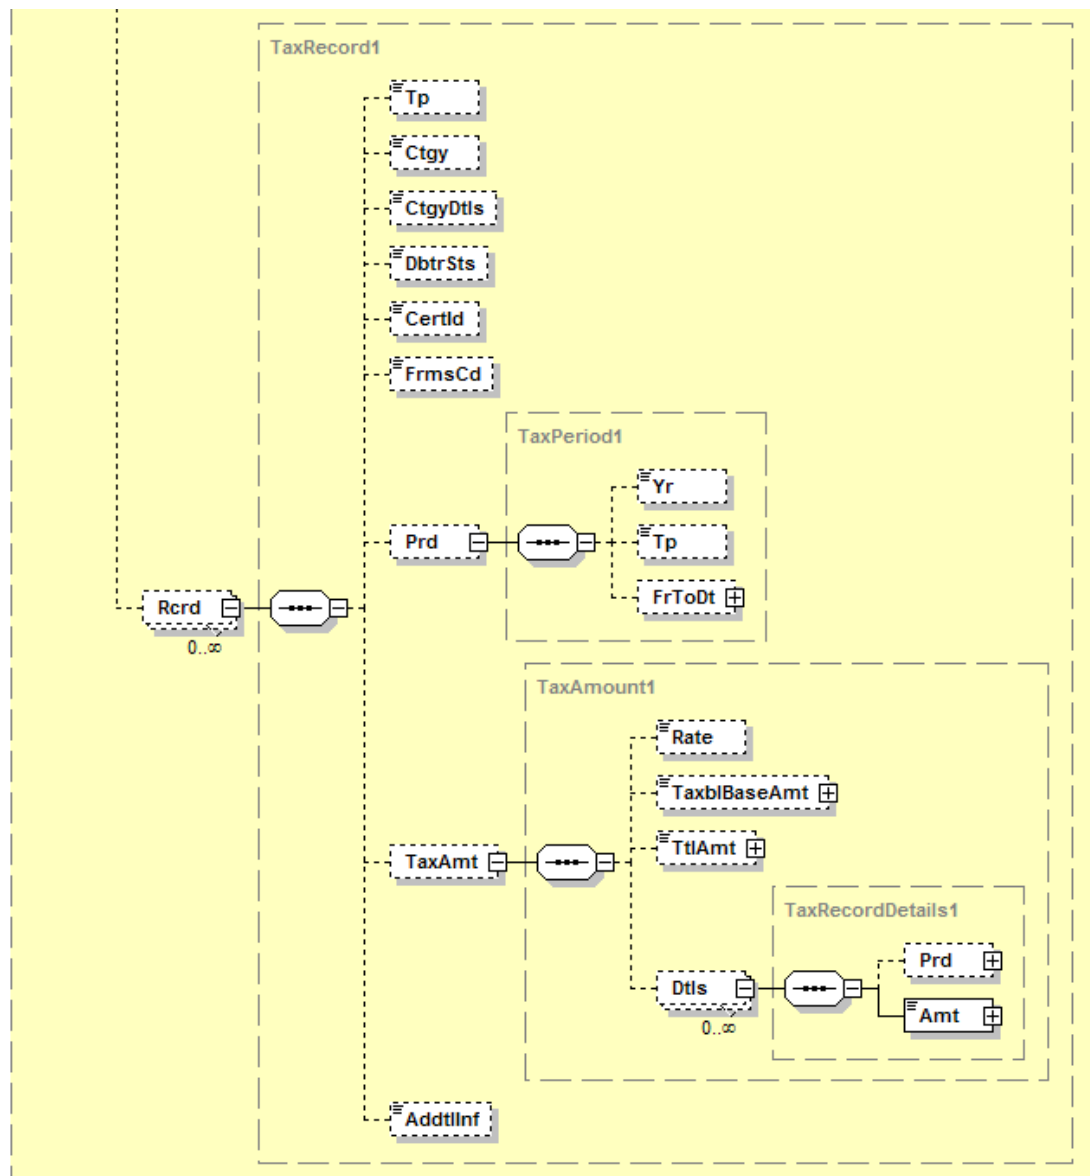 TaxRecord1
Tp
Ctgy
CtgyDtls
DbtrSts
CertId
FrmsCd
TaxPeriod1
Yr
Prd
Tp
FrToDt
Rcrd
0..∞
TaxAmount1
Rate
TaxblBaseAmt
TtlAmt
TaxAmt
TaxRecordDetails1
Prd
Dtls
Amt
0..∞
AddtlInf